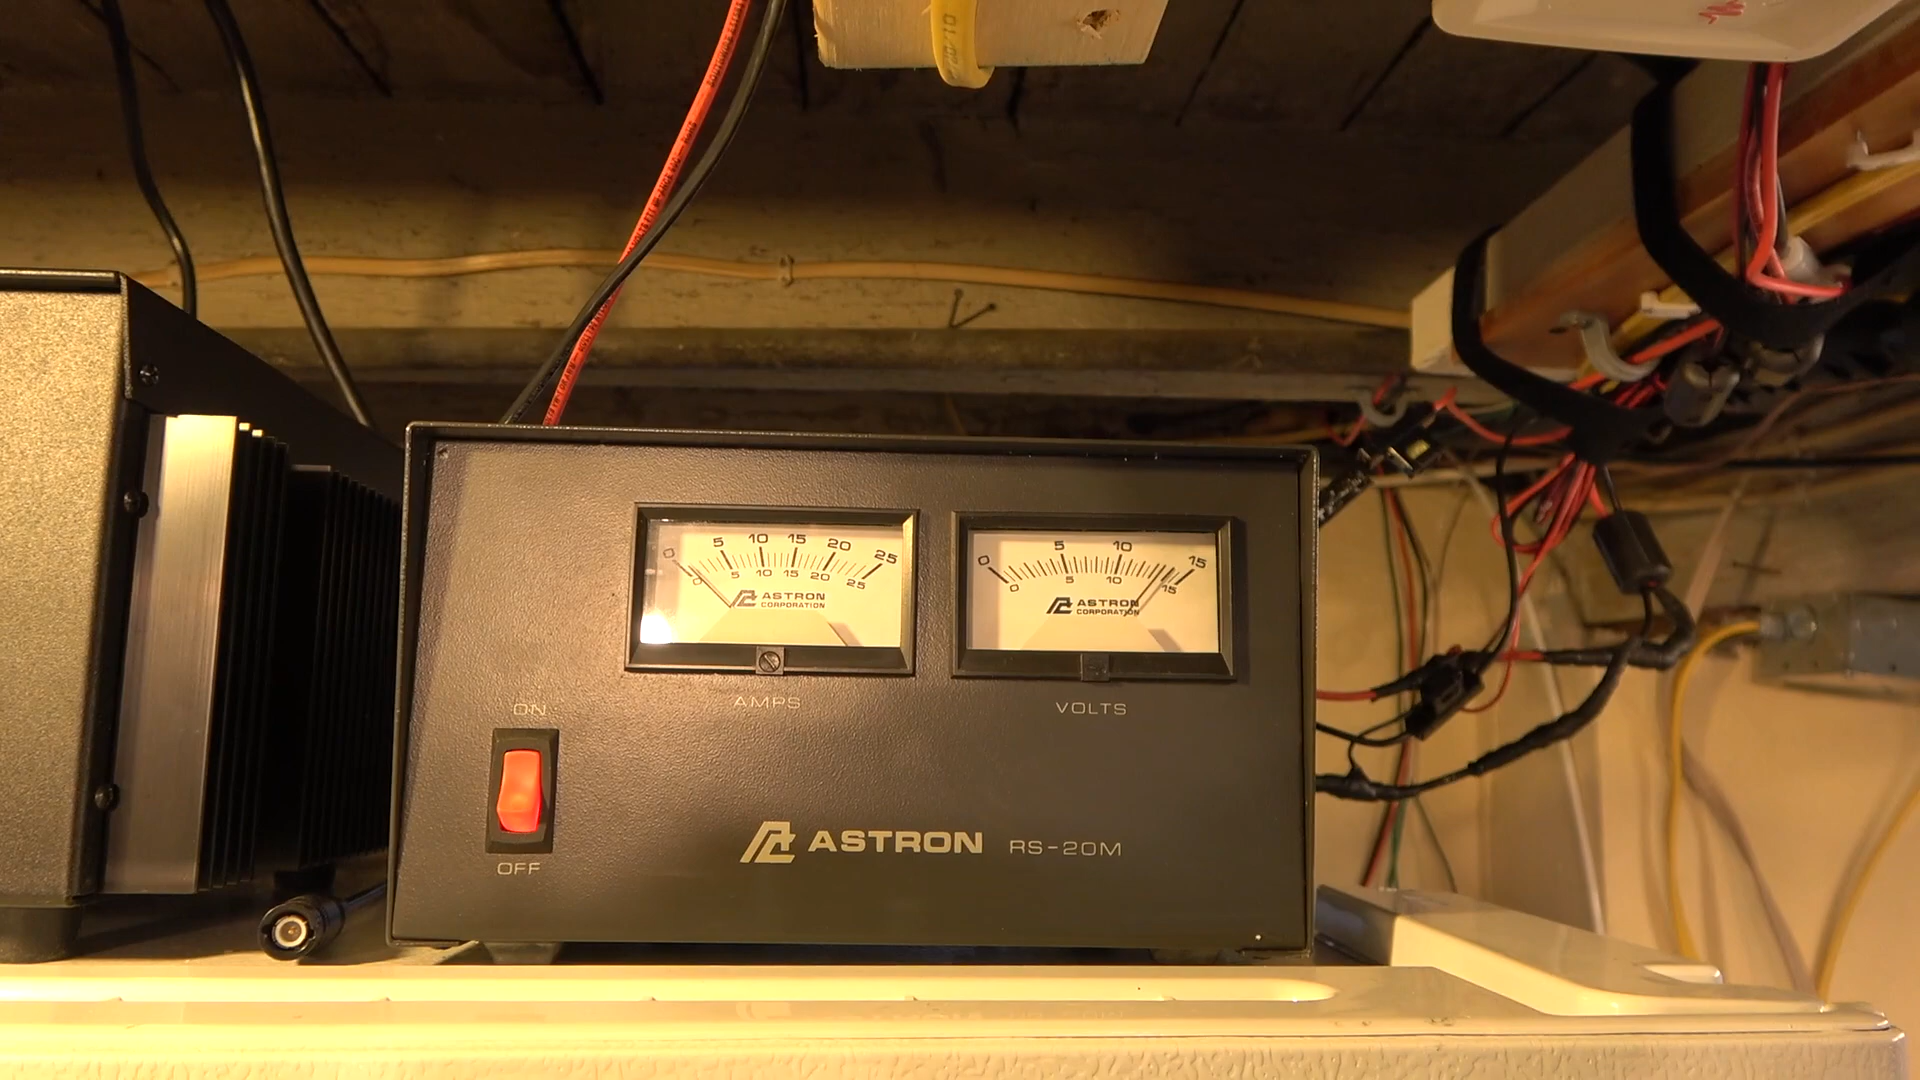 0 5 10 15 20 25
0 5 10 15 20 25
ASTRON
CORPORATION
AMPS
0 5 10 15
0 5 10 15
ASTRON
CORPORATION
VOLTS
ON
OFF
ASTRON RS-20M